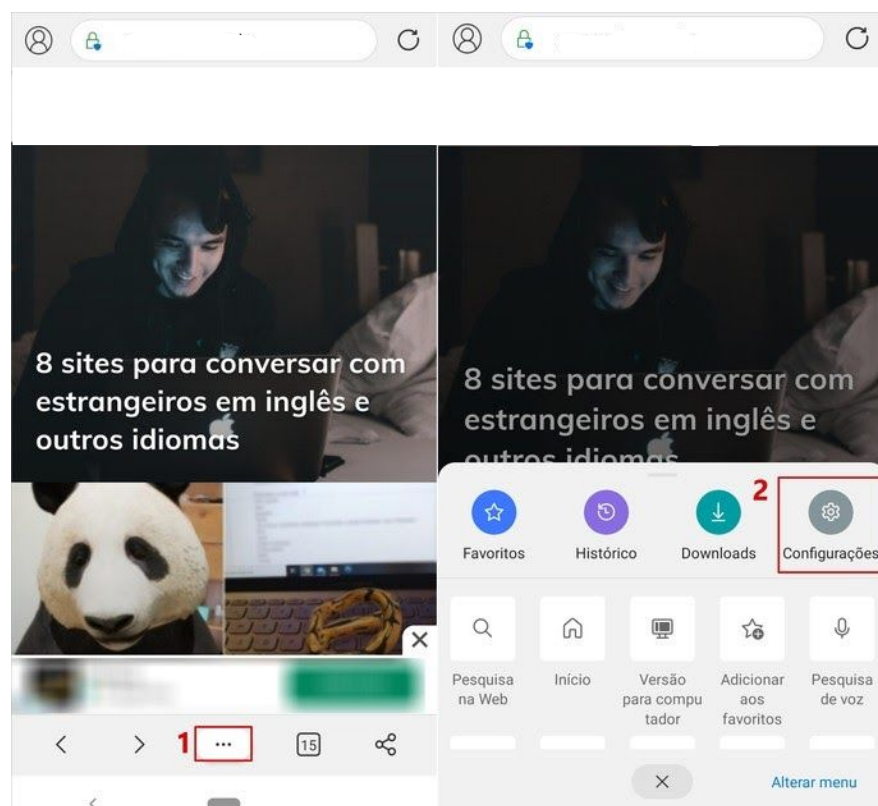 8 sites para conversar com
estrangeiros em inglês e
outros idiomas
1
...
15
8 sites para conversar com
estrangeiros em inglês e
outros idiomas
2
Favoritos
Histórico
Downloads
Configurações
Pesquisa
na Web
Início
Versão
para compu
tador
Adicionar
aos
favoritos
Pesquisa
de voz
Alterar menu